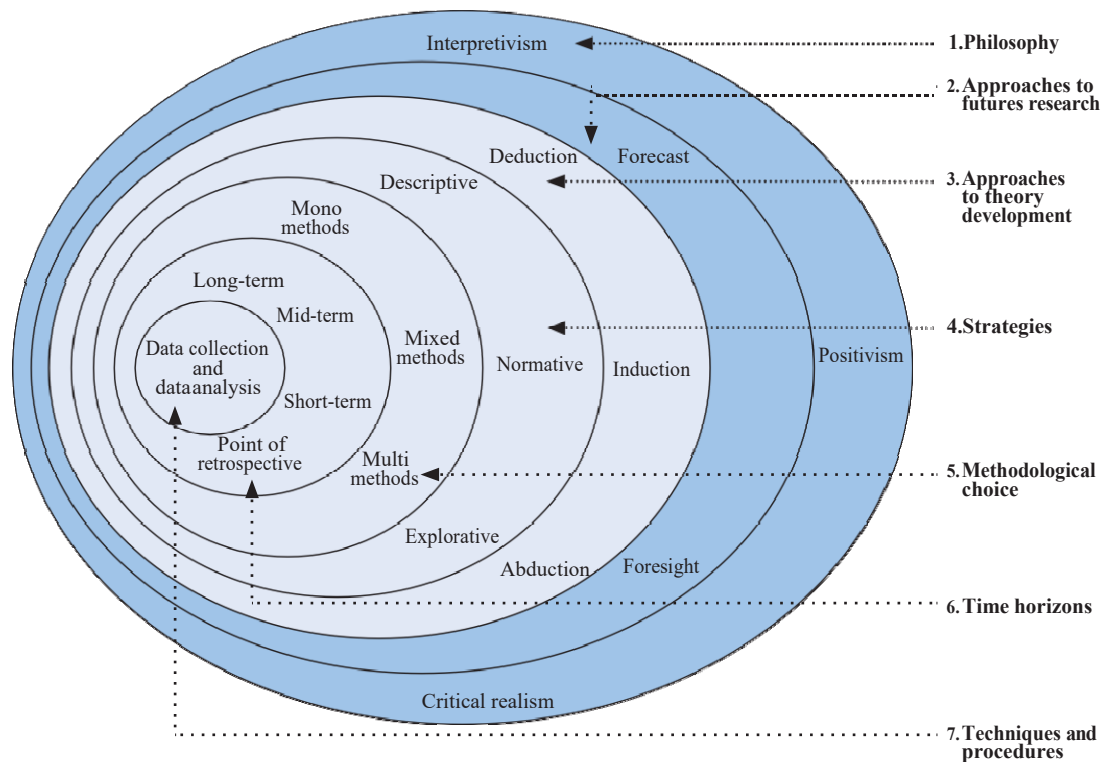 Interpretivism
1. Philosophy
2. Approaches to
futures research
Deduction
Forecast
3. Approaches
to theory
development
Descriptive
Mono
methods
Long-term
Mid-term
4. Strategies
Data collection
and
data analysis
Mixed
methods
Normative
Induction
Positivism
Short-term
Point of
retrospective
Multi
methods
5. Methodological
choice
Explorative
Abduction
Foresight
6. Time horizons
Critical realism
7. Techniques and
procedures